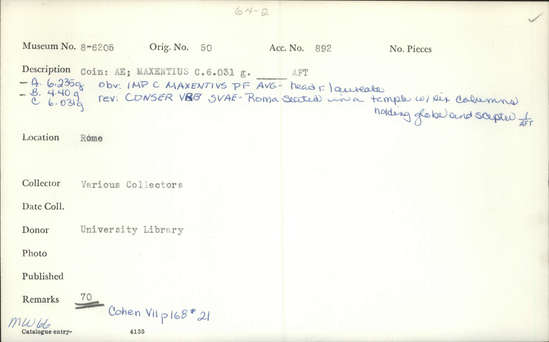 64-2
Museum No. 8-6206 Orig. No. 50 Acc. No. 892 No. Pieces
Description Coin: AE; MAXENTIUS C.6.031 g. AFT
- A. 6.235g obv: IMP C MAXENTIVS PF AVG- head r. laureate
- B. 4.40 g rev: CONSER VRB SVAE- Roma seated in a temple w/ six columns
C 6.031g holding globe and scepter 1/AFT
Location Rome
Collector Various Collectors
Date Coll.
Donor University Library
Photo
Published
Remarks 70
Cohen VII p168 #21
MW66
Catalogue entry- 4135